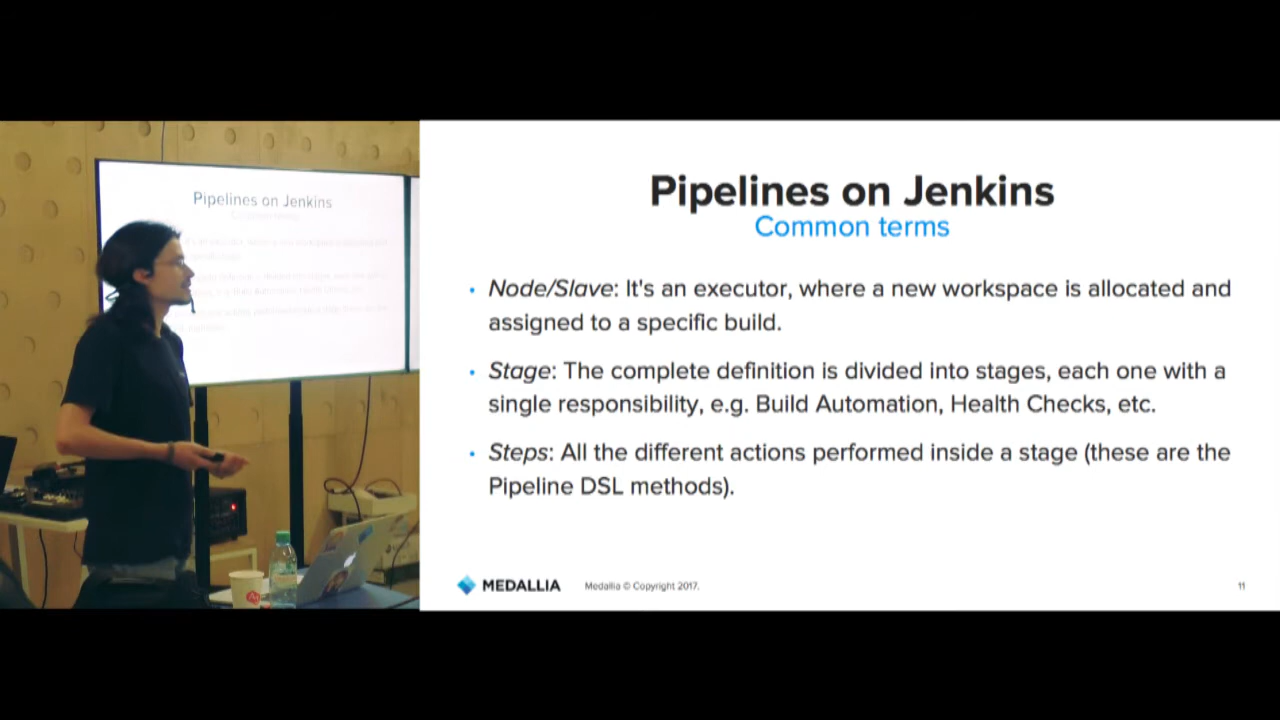 Pipelines on Jenkins
Pipelines on Jenkins
Common terms
• Node/Slave: It's an executor, where a new workspace is allocated and
assigned to a specific build.
• Stage: The complete definition is divided into stages, each one with a
single responsibility, e.g. Build Automation, Health Checks, etc.
• Steps: All the different actions performed inside a stage (these are the
Pipeline DSL methods).
MEDALLIA
Medallia © Copyright 2017.
11